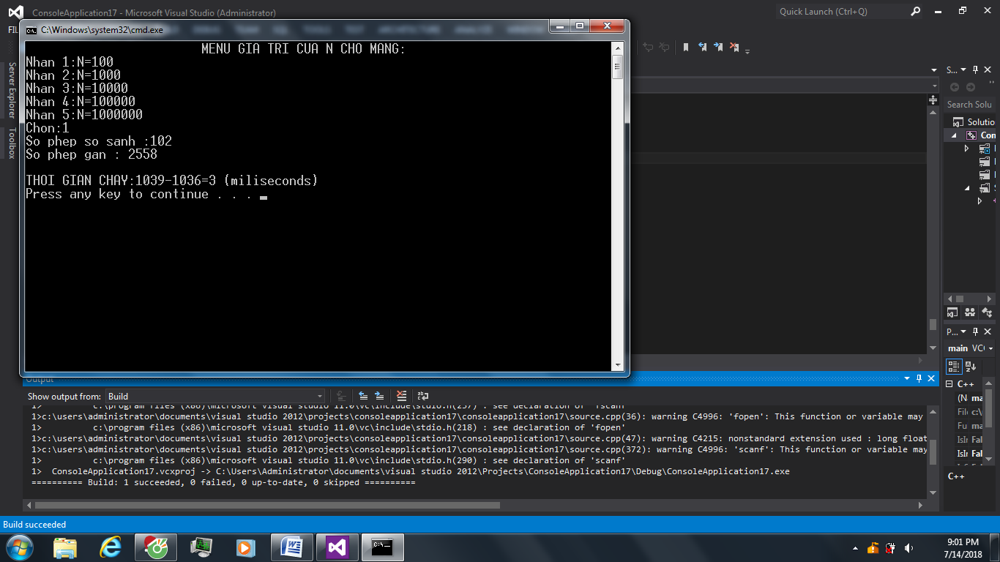 ConsoleApplication17 - Microsoft Visual Studio (Administrator)
Quick Launch (Ctrl+Q)
C:\Windows\system32\cmd.exe
MENU GIA TRI CUA N CHO MANG:
Nhan 1:N=100
Nhan 2:N=1000
Nhan 3:N=10000
Nhan 4:N=100000
Nhan 5:N=1000000
Chon:1
So phep so sanh :102
So phep gan : 2558
THOI GIAN CHAY:1039-1036=3 (miliseconds)
Press any key to continue . . .
Server Explorer
Toolbox
S...
Search Solu
Solutio
Con
P...
main VC
C++
(N ma
File c:\
Fu ma
IsIn Fal
IsIr Fal
C++
Output
Show output from: Build
1> c:\program files (x86)\microsoft visual studio 11.0\vc\include\stdio.h(257) : see declaration of 'fscanf'
1>c:\users\administrator\documents\visual studio 2012\projects\consoleapplication17\consoleapplication17\source.cpp(36): warning C4996: 'fopen': This function or variable may
1> c:\program files (x86)\microsoft visual studio 11.0\vc\include\stdio.h(218) : see declaration of 'fopen'
1>c:\users\administrator\documents\visual studio 2012\projects\consoleapplication17\consoleapplication17\source.cpp(47): warning C4215: nonstandard extension used : long float
1>c:\users\administrator\documents\visual studio 2012\projects\consoleapplication17\consoleapplication17\source.cpp(372): warning C4996: 'scanf': This function or variable may
1> c:\program files (x86)\microsoft visual studio 11.0\vc\include\stdio.h(290) : see declaration of 'scanf'
1> ConsoleApplication17.vcxproj -> C:\Users\Administrator\documents\visual studio 2012\Projects\ConsoleApplication17\Debug\ConsoleApplication17.exe
========== Build: 1 succeeded, 0 failed, 0 up-to-date, 0 skipped ==========
Build succeeded
9:01 PM
7/14/2018